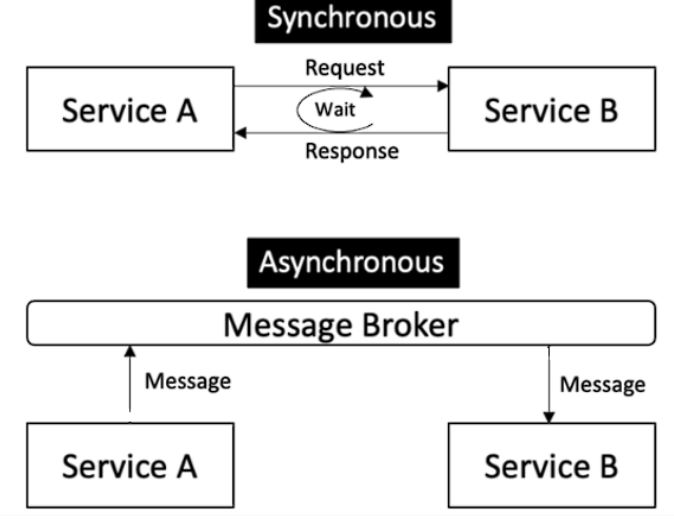 Synchronous
Request
Service A
Wait
Service B
Response
Asynchronous
Message Broker
Message
Message
Service A
Service B